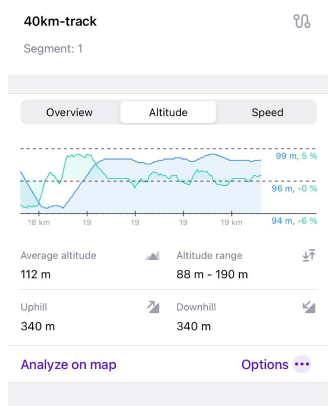 40km-track
Segment: 1
Overview Altitude Speed
99 m, 5 %
96 m, -0 %
94 m, -6 %
18 km 19 19 19 19 km
Average altitude Altitude range
112 m 88 m - 190 m
Uphill Downhill
340 m 340 m
Analyze on map Options